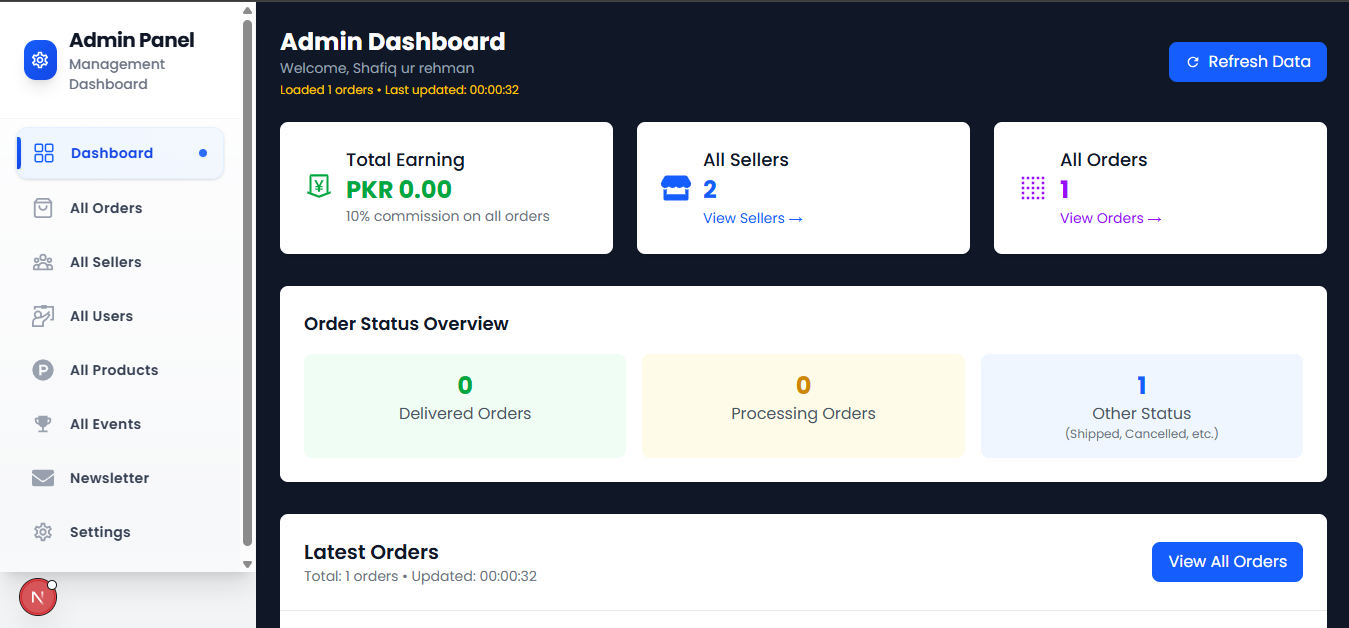 Admin Panel
Management
Dashboard
Dashboard
All Orders
All Sellers
All Users
P
All Products
All Events
Newsletter
Settings
N
Admin Dashboard
Welcome, Shafiq ur rehman
Loaded 1 orders • Last updated: 00:00:32
Refresh Data
¥
Total Earning
PKR 0.00
10% commission on all orders
All Sellers
2
View Sellers →
All Orders
1
View Orders →
Order Status Overview
0
Delivered Orders
0
Processing Orders
1
Other Status
(Shipped, Cancelled, etc.)
Latest Orders
Total: 1 orders • Updated: 00:00:32
View All Orders